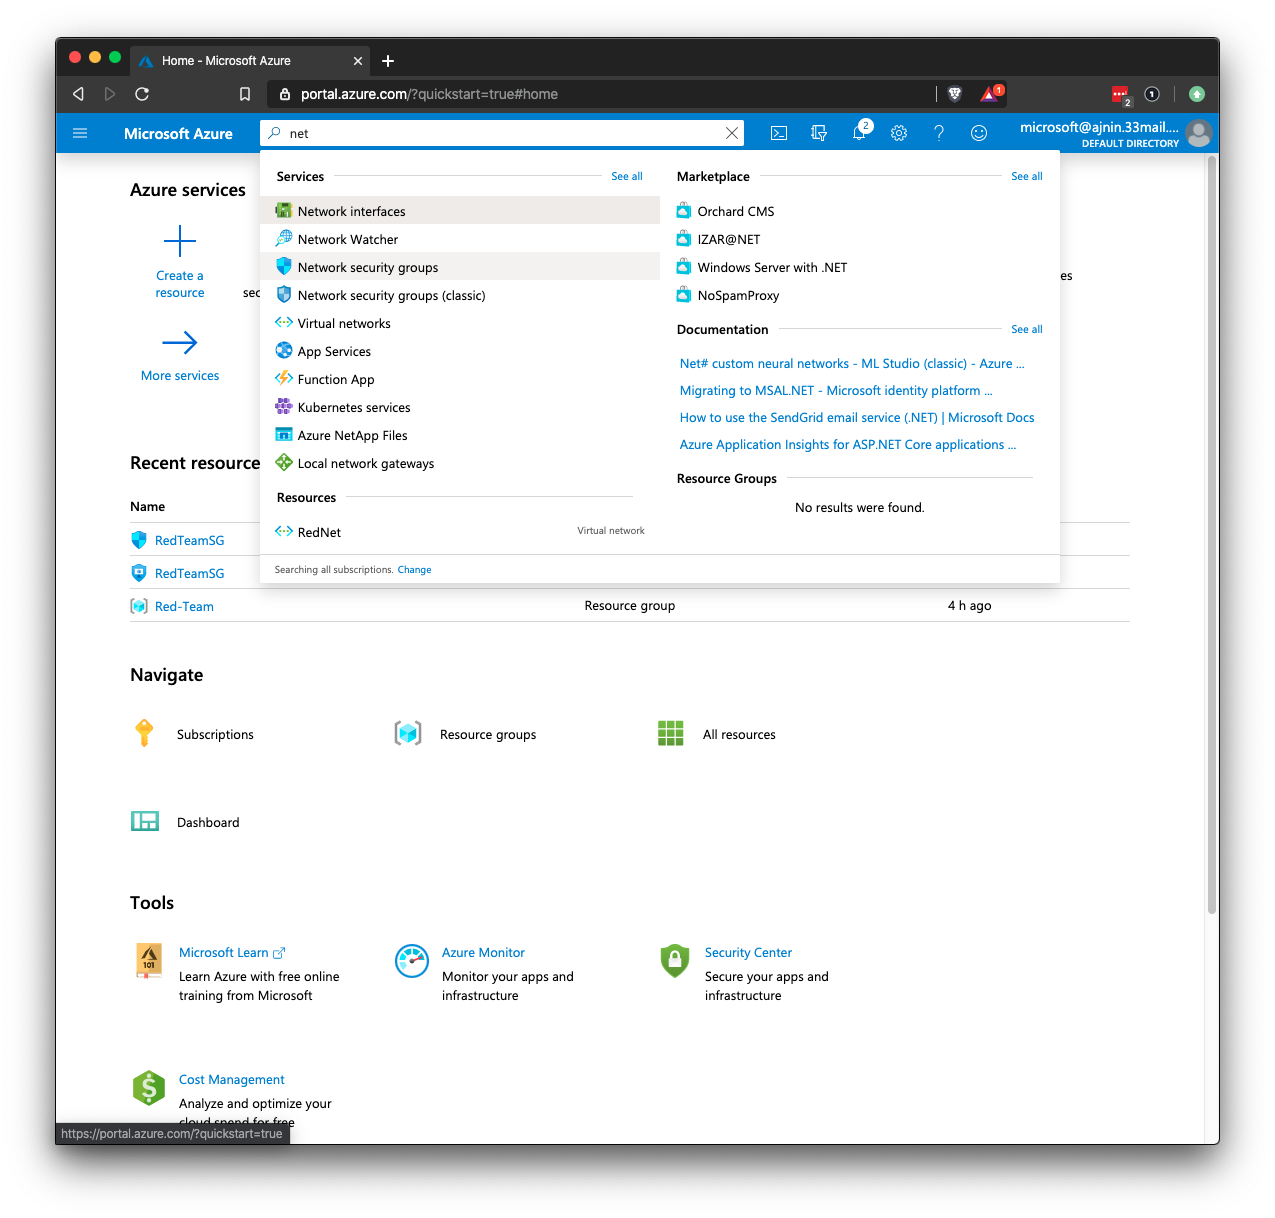 Home - Microsoft Azure
portal.azure.com/?quickstart=true#home
1
2
1
Microsoft Azure
net
2
microsoft@ajnin.33mail....
DEFAULT DIRECTORY
Azure services
Create a
resource
sec
es
More services
Services
See all
Network interfaces
Network Watcher
Network security groups
Network security groups (classic)
Virtual networks
App Services
Function App
Kubernetes services
Azure NetApp Files
Local network gateways
Resources
RedNet
Virtual network
Marketplace
See all
Orchard CMS
IZAR@NET
Windows Server with .NET
NoSpamProxy
Documentation
See all
Net# custom neural networks - ML Studio (classic) - Azure ...
Migrating to MSAL.NET - Microsoft identity platform ...
How to use the SendGrid email service (.NET) | Microsoft Docs
Azure Application Insights for ASP.NET Core applications ...
Resource Groups
No results were found.
Searching all subscriptions. Change
Recent resource
Name
RedTeamSG
RedTeamSG
Red-Team
Resource group
4 h ago
Navigate
Subscriptions
Resource groups
All resources
Dashboard
Tools
101
Microsoft Learn
Learn Azure with free online
training from Microsoft
Azure Monitor
Monitor your apps and
infrastructure
Security Center
Secure your apps and
infrastructure
Cost Management
Analyze and optimize your
cloud spend for free
https://portal.azure.com/?quickstart=true